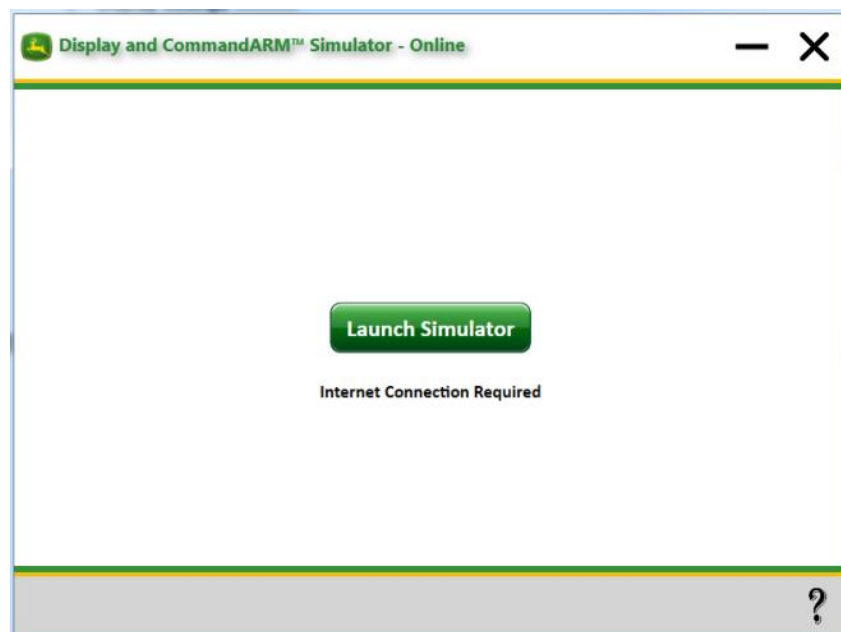 Display and CommandARM™ Simulator - Online
Launch Simulator
Internet Connection Required
?